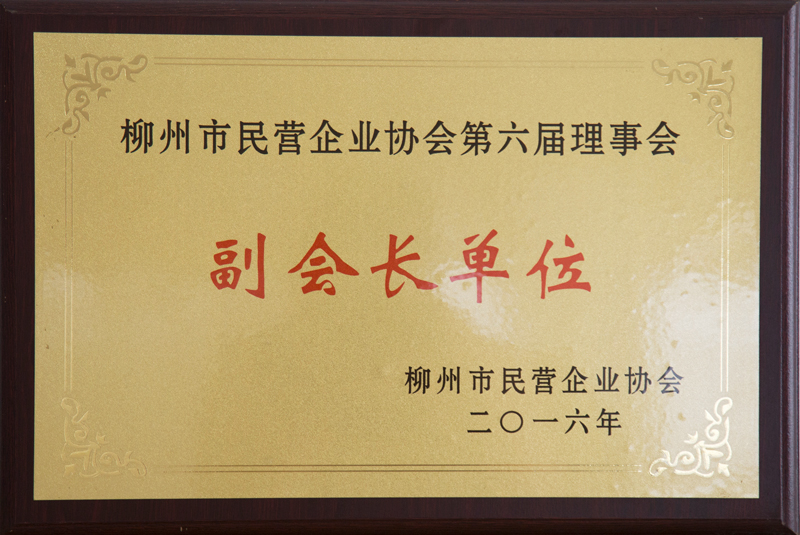 柳州市民营企业协会第六届理事会
副会长单位
柳州市民营企业协会
二〇一六年